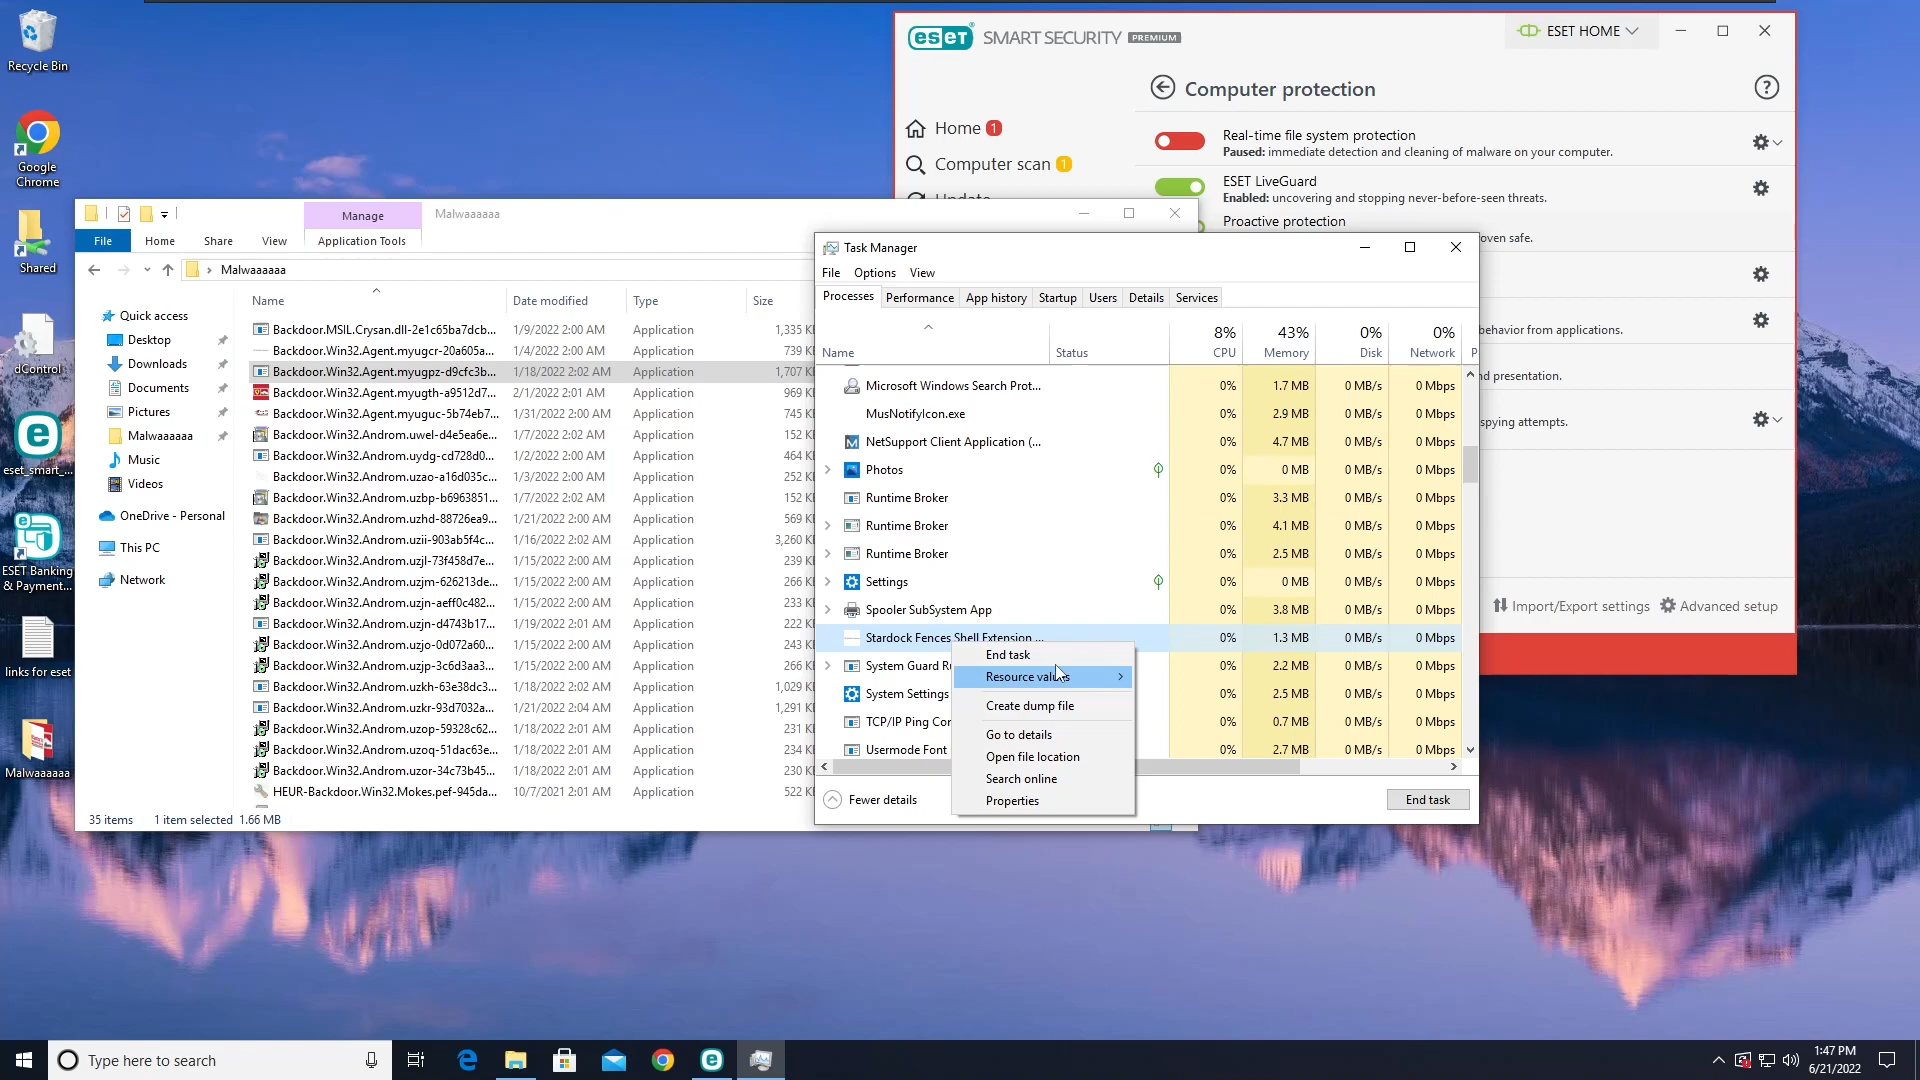 Recycle Bin
Google
Chrome
Shared
dControl
eset_smart_...
ESET Banking
& Payment...
links for eset
Malwaaaaaa
eset SMART SECURITY PREMIUM
ESET HOME
Computer protection
?
Home 1
Computer scan 1
Real-time file system protection
Paused: immediate detection and cleaning of malware on your computer.
ESET LiveGuard
Enabled: uncovering and stopping never-before-seen threats.
Proactive protection
oven safe.
behavior from applications.
nd presentation.
spying attempts.
Import/Export settings Advanced setup
Manage Malwaaaaaa
File Home Share View Application Tools
Malwaaaaaa
Quick access
Desktop
Downloads
Documents
Pictures
Malwaaaaaa
Music
Videos
OneDrive - Personal
This PC
Network
Name Date modified Type Size
Backdoor.MSIL.Crysan.dll-2e1c65ba7dcb... 1/9/2022 2:00 AM Application 1,335 K
Backdoor.Win32.Agent.myugcr-20a605a... 1/4/2022 2:00 AM Application 739 K
Backdoor.Win32.Agent.myugpz-d9cfc3b... 1/18/2022 2:02 AM Application 1,707 K
Backdoor.Win32.Agent.myugth-a9512d7... 2/1/2022 2:01 AM Application 969 K
Backdoor.Win32.Agent.myuguc-5b74eb7... 1/31/2022 2:00 AM Application 745 K
Backdoor.Win32.Androm.uwel-d4e5ea6e... 1/7/2022 2:02 AM Application 152 K
Backdoor.Win32.Androm.uydg-cd728d0... 1/2/2022 2:00 AM Application 464 K
Backdoor.Win32.Androm.uzao-a16d035c... 1/3/2022 2:00 AM Application 252 K
Backdoor.Win32.Androm.uzbp-b6963851... 1/7/2022 2:02 AM Application 152 K
Backdoor.Win32.Androm.uzhd-88726ea9... 1/21/2022 2:00 AM Application 569 K
Backdoor.Win32.Androm.uzii-903ab5f4c... 1/16/2022 2:02 AM Application 3,260 K
Backdoor.Win32.Androm.uzjl-73f458d7e... 1/15/2022 2:00 AM Application 239 K
Backdoor.Win32.Androm.uzjm-626213de... 1/15/2022 2:00 AM Application 266 K
Backdoor.Win32.Androm.uzjn-aeff0c482... 1/15/2022 2:00 AM Application 233 K
Backdoor.Win32.Androm.uzjn-d4743b17... 1/19/2022 2:01 AM Application 222 K
Backdoor.Win32.Androm.uzjo-0d072a60... 1/15/2022 2:00 AM Application 243 K
Backdoor.Win32.Androm.uzjp-3c6d3aa3... 1/15/2022 2:00 AM Application 266 K
Backdoor.Win32.Androm.uzkh-63e38dc3... 1/18/2022 2:02 AM Application 1,029 K
Backdoor.Win32.Androm.uzkr-93d7032a... 1/21/2022 2:04 AM Application 1,291 K
Backdoor.Win32.Androm.uzop-59328c62... 1/18/2022 2:01 AM Application 231 K
Backdoor.Win32.Androm.uzoq-51dac63e... 1/18/2022 2:01 AM Application 234 K
Backdoor.Win32.Androm.uzor-34c73b45... 1/18/2022 2:01 AM Application 230 K
HEUR-Backdoor.Win32.Mokes.pef-945da... 10/7/2021 2:01 AM Application 522 K
35 items 1 item selected 1.66 MB
Task Manager
File Options View
Processes Performance App history Startup Users Details Services
8% 43% 0% 0%
Name Status CPU Memory Disk Network P
Microsoft Windows Search Prot... 0% 1.7 MB 0 MB/s 0 Mbps
MusNotifyIcon.exe 0% 2.9 MB 0 MB/s 0 Mbps
NetSupport Client Application (... 0% 4.7 MB 0 MB/s 0 Mbps
Photos 0% 0 MB 0 MB/s 0 Mbps
Runtime Broker 0% 3.3 MB 0 MB/s 0 Mbps
Runtime Broker 0% 4.1 MB 0 MB/s 0 Mbps
Runtime Broker 0% 2.5 MB 0 MB/s 0 Mbps
Settings 0% 0 MB 0 MB/s 0 Mbps
Spooler SubSystem App 0% 3.8 MB 0 MB/s 0 Mbps
Stardock Fences Shell Extension ... 0% 1.3 MB 0 MB/s 0 Mbps
System Guard Ru 0% 2.2 MB 0 MB/s 0 Mbps
System Settings 0% 2.5 MB 0 MB/s 0 Mbps
TCP/IP Ping Cor 0% 0.7 MB 0 MB/s 0 Mbps
Usermode Font 0% 2.7 MB 0 MB/s 0 Mbps
End task
Resource values
Create dump file
Go to details
Open file location
Search online
Properties
Fewer details End task
Type here to search
1:47 PM
6/21/2022